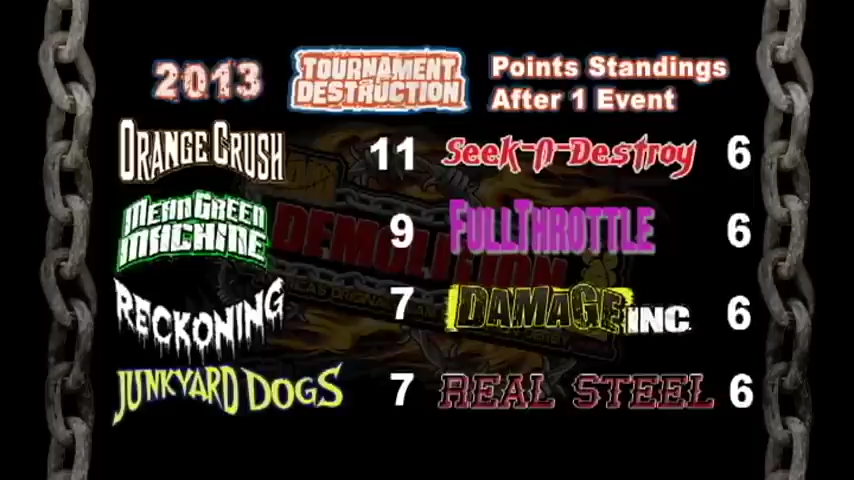 2013
TOURNAMENT DESTRUCTION
Points Standings
After 1 Event
ORANGE CRUSH 11
MEAN GREEN MACHINE 9
RECKONING 7
JUNKYARD DOGS 7
Seek-N-Destroy 6
FULLTHROTTLE 6
DAMAGE INC. 6
REAL STEEL 6
DEMOLITION